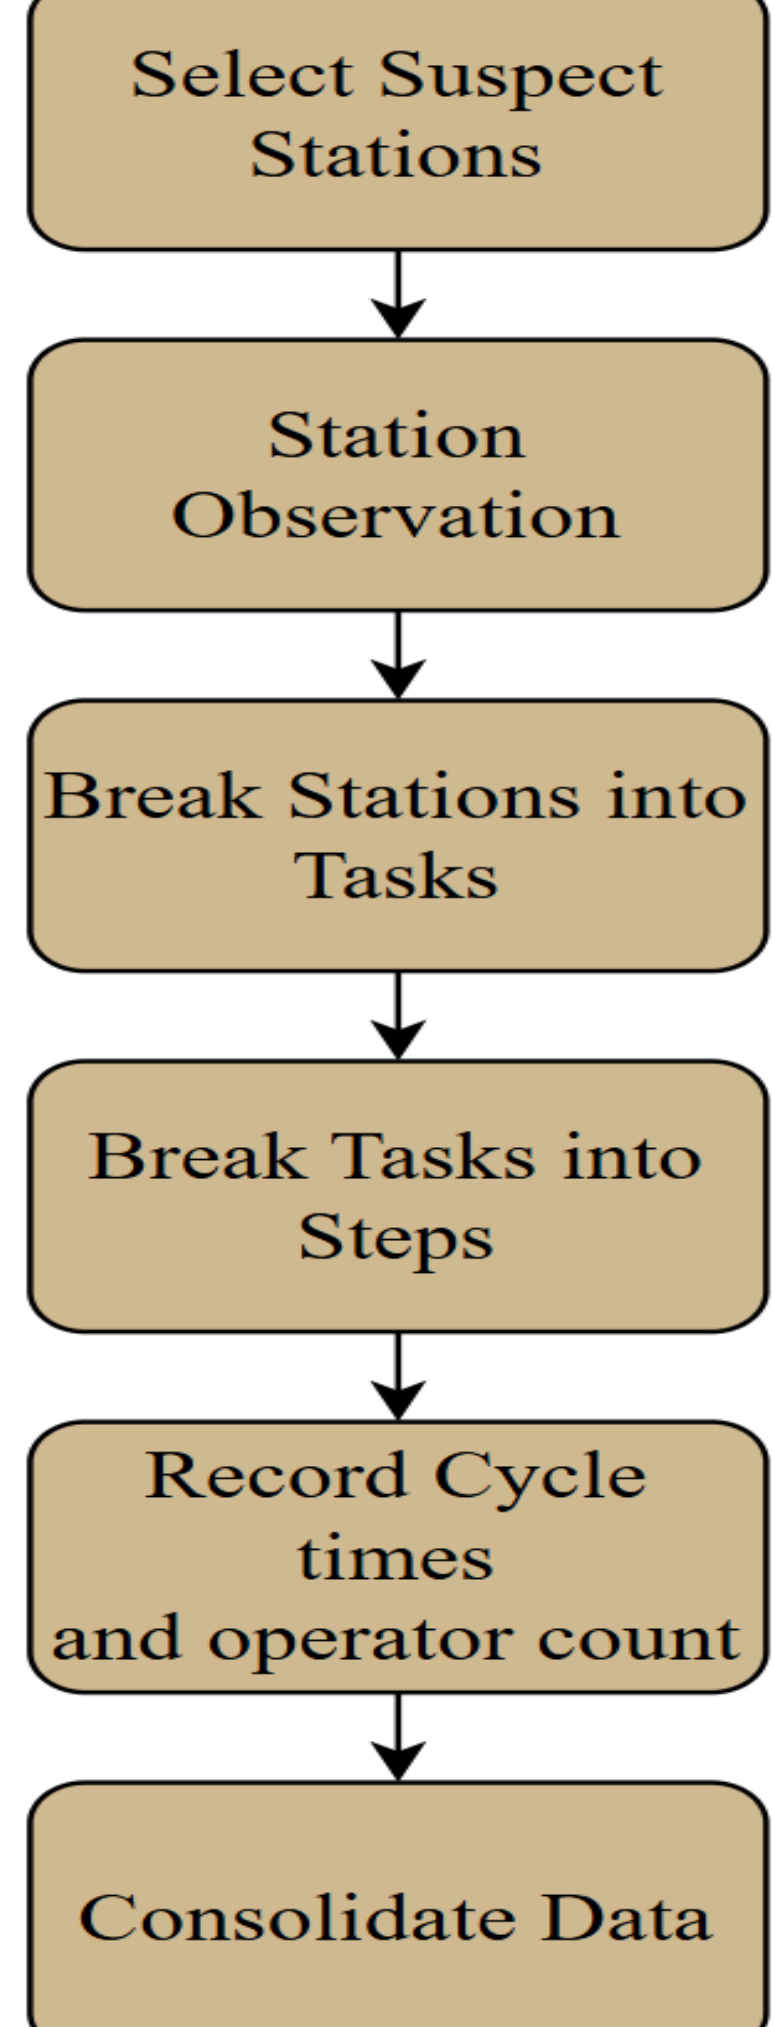 Select Suspect
Stations
Station
Observation
Break Stations into
Tasks
Break Tasks into
Steps
Record Cycle
times
and operator count
Consolidate Data